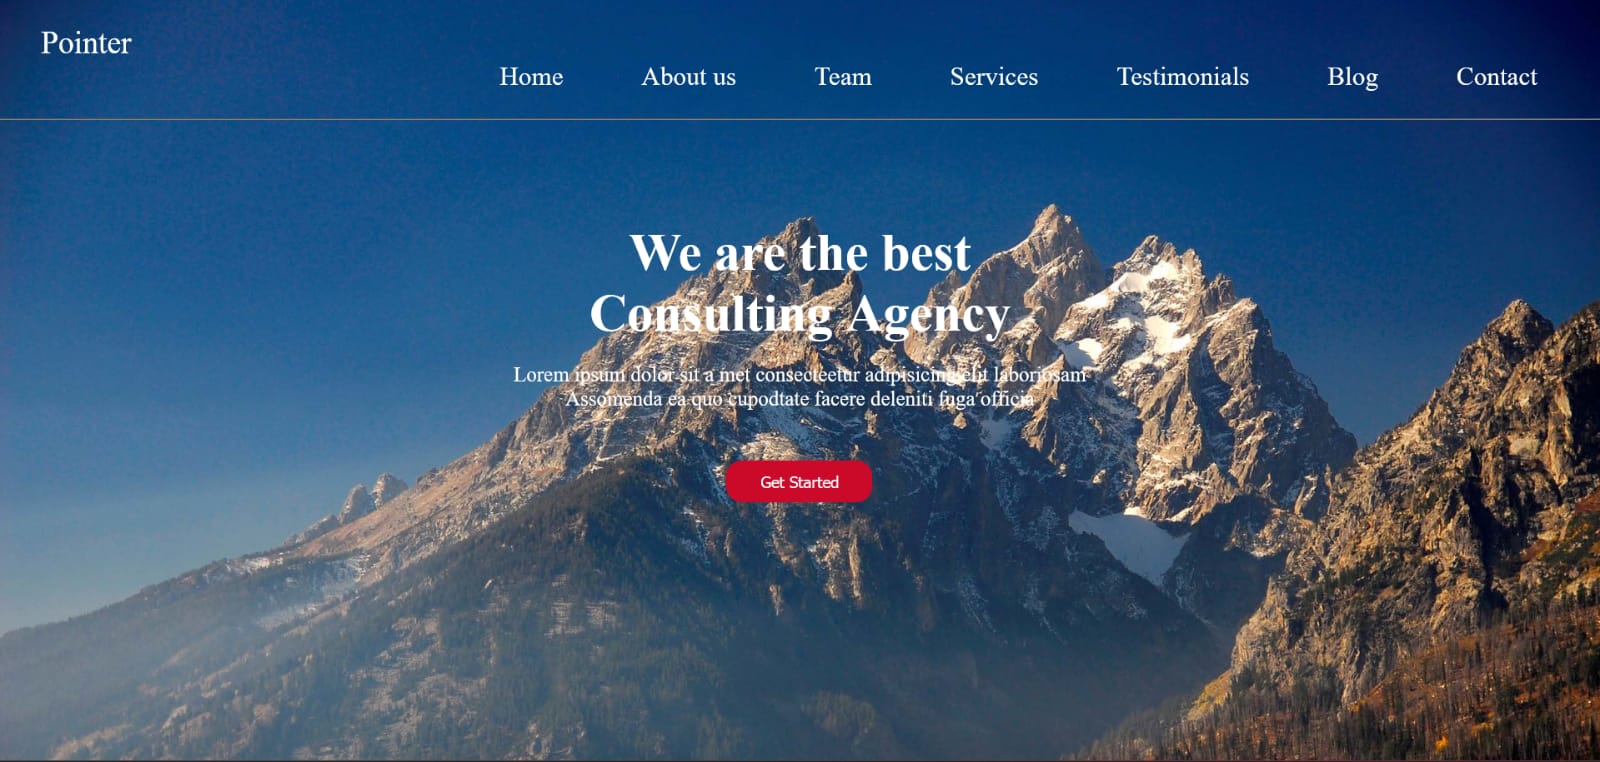 Pointer
Home About us Team Services Testimonials Blog Contact
We are the best
Consulting Agency
Lorem ipsum dolor sit a met consecteetur adipisicing elit laboriosam
Assomenda ea quo cupodtate facere deleniti fuga officia
Get Started